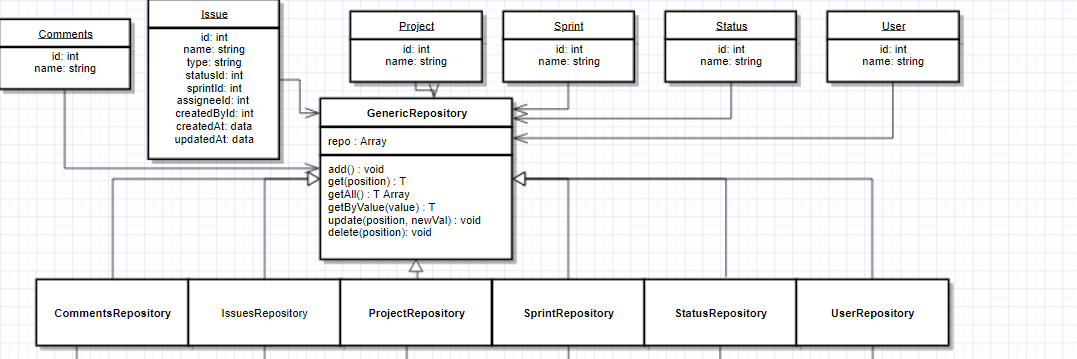 Comments
id: int
name: string
Issue
id: int
name: string
type: string
statusId: int
sprintId: int
assigneeId: int
createdById: int
createdAt: data
updatedAt: data
Project
id: int
name: string
Sprint
id: int
name: string
Status
id: int
name: string
User
id: int
name: string
GenericRepository
repo : Array
add() : void
get(position) : T
getAll() : T Array
getByValue(value) : T
update(position, newVal) : void
delete(position): void
CommentsRepository
IssuesRepository
ProjectRepository
SprintRepository
StatusRepository
UserRepository